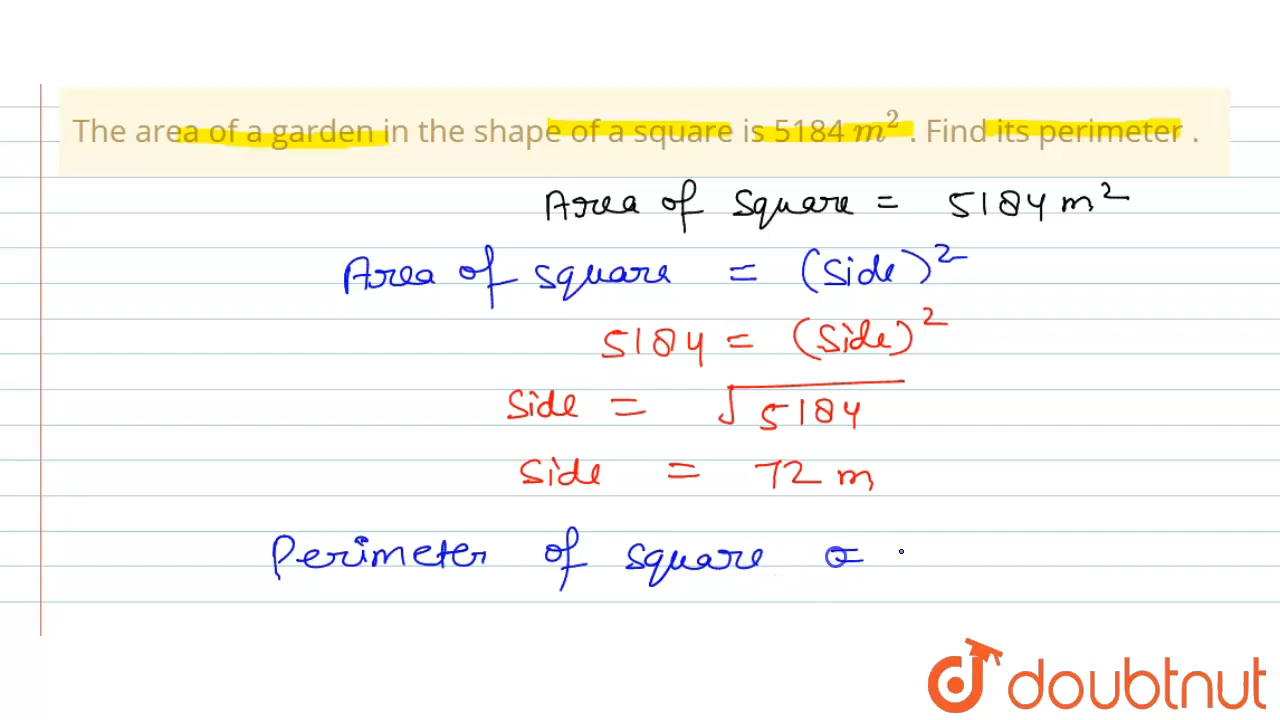 The area of a garden in the shape of a square is 5184 m² . Find its perimeter .
Area of square = 5184 m²
Area of square = (side)²
5184 = (side)²
side = √5184
side = 72 m
Perimeter of square =
doubtnut